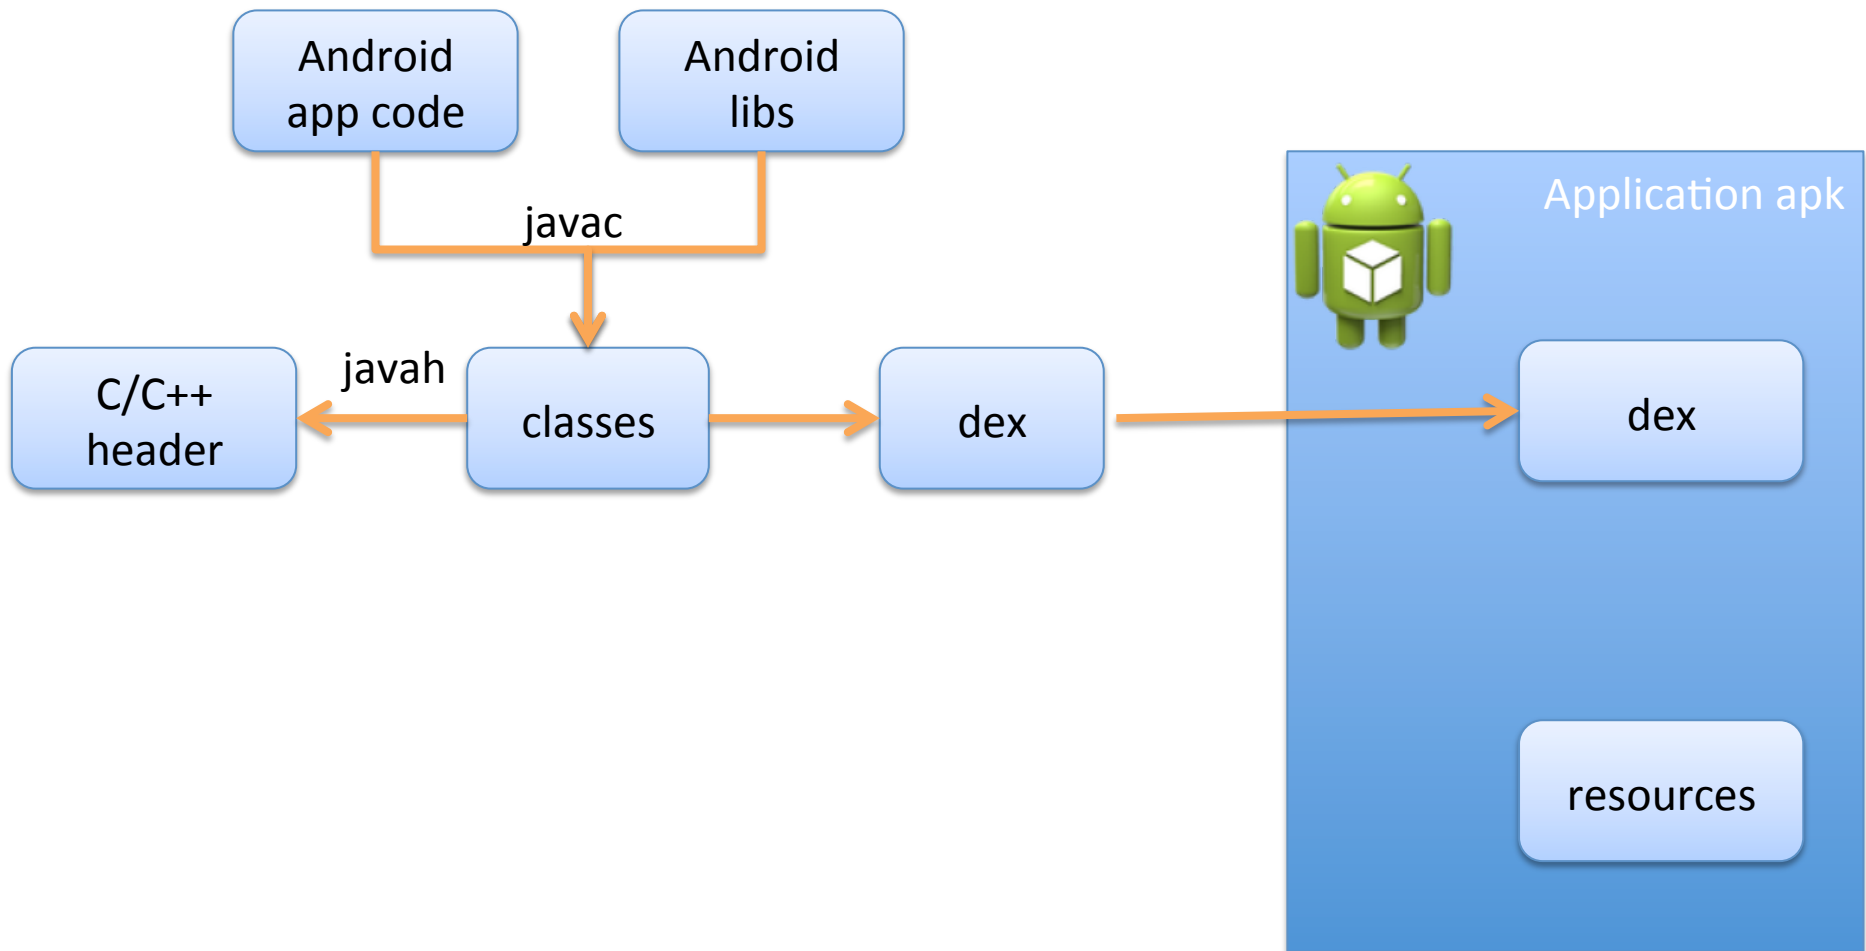 Android
app code
Android
libs
javac
Application apk
C/C++
header
javah
classes
dex
dex
resources